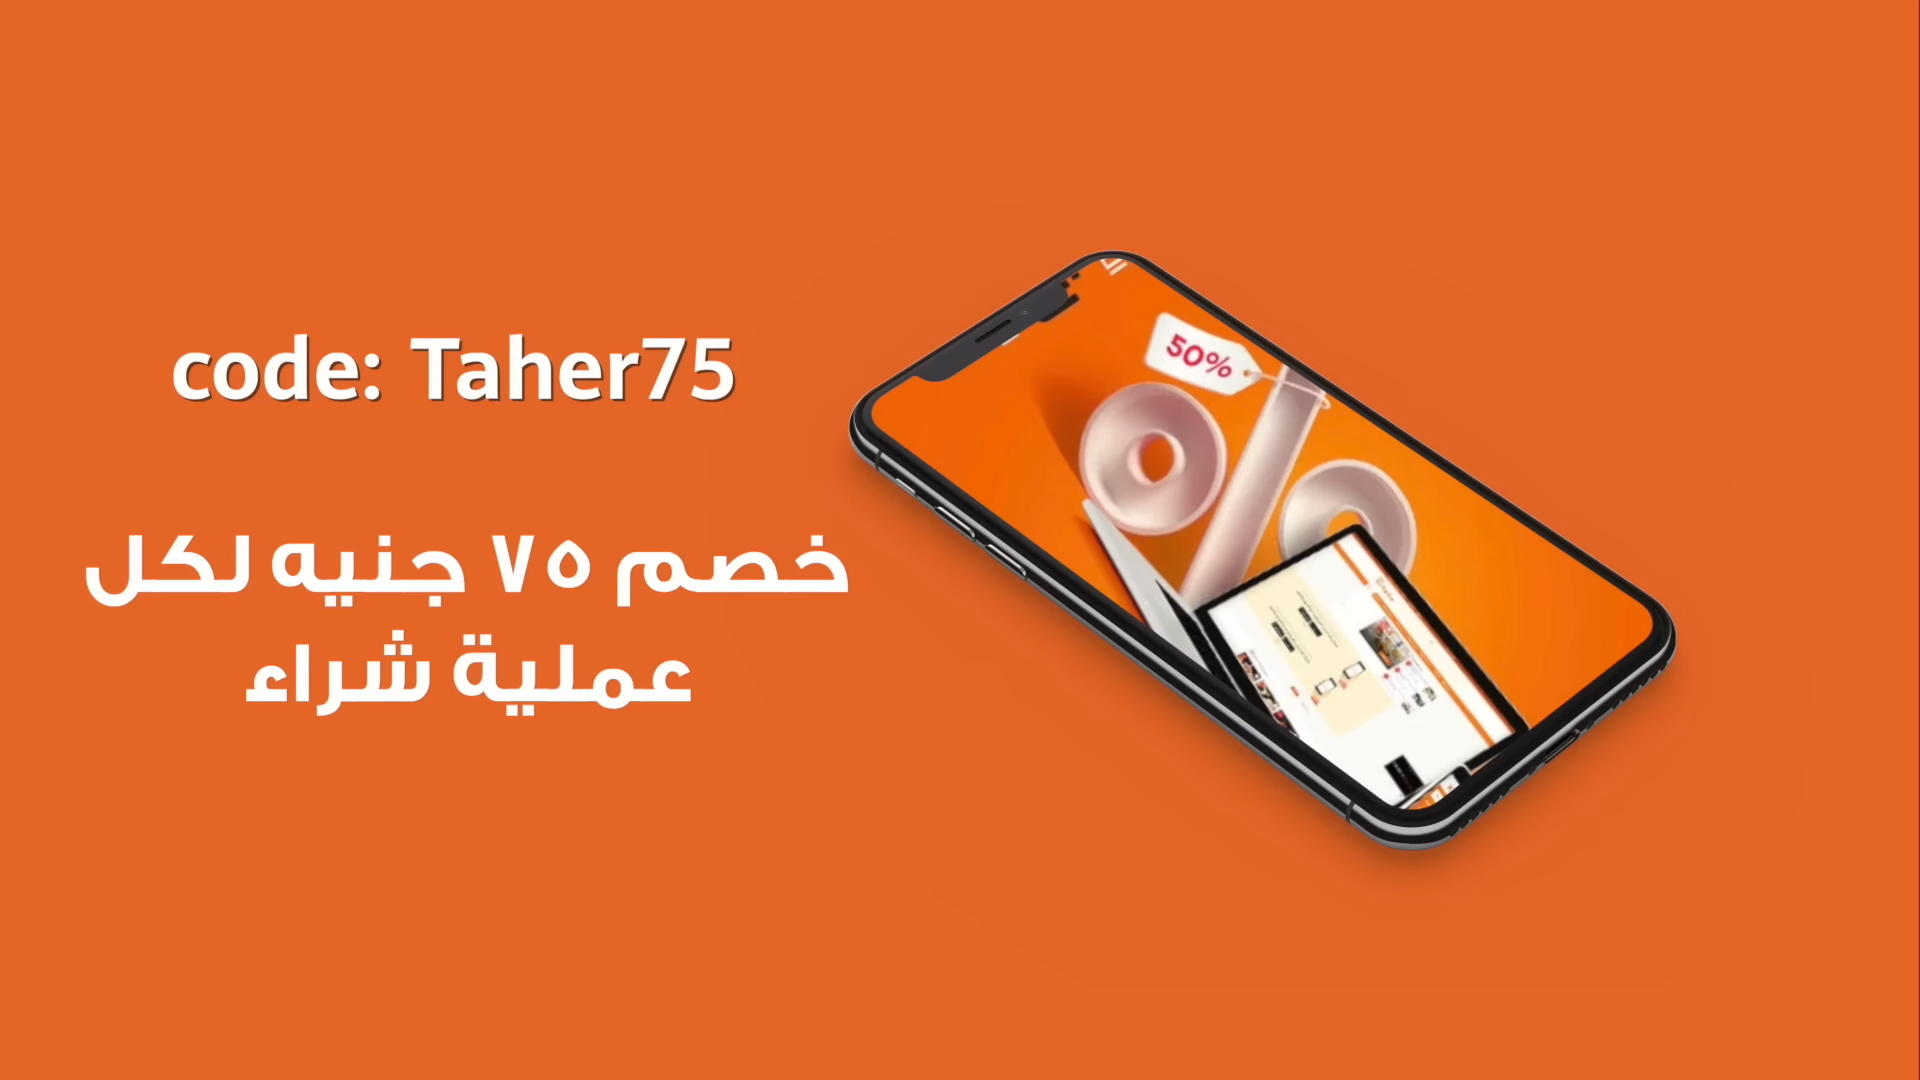 code: Taher75
خصم ٧٥ جنيه لكل
عملية شراء
50%